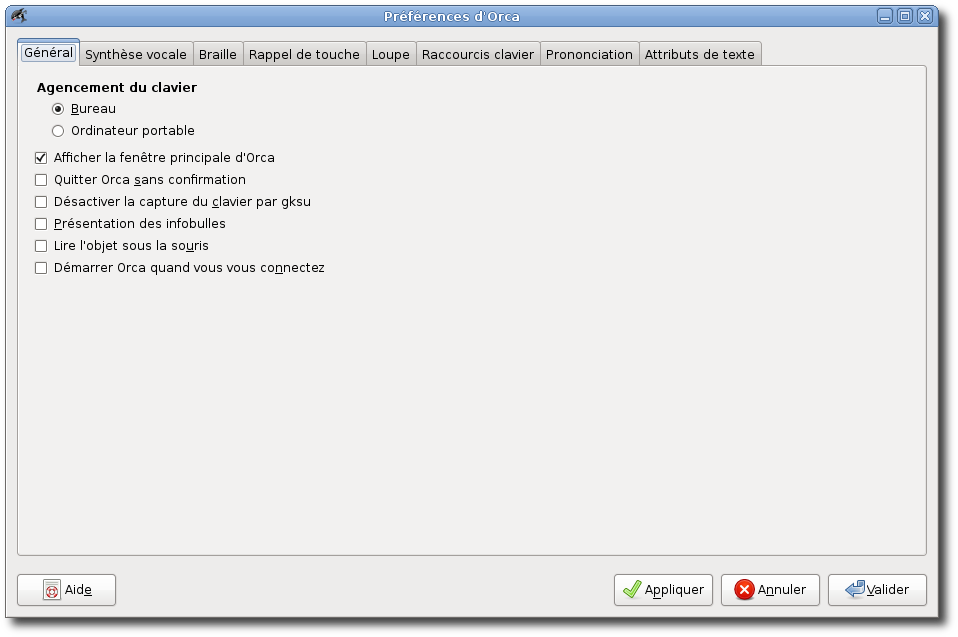 Préférences d'Orca
Général Synthèse vocale Braille Rappel de touche Loupe Raccourcis clavier Prononciation Attributs de texte
Agencement du clavier
Bureau
Ordinateur portable
Afficher la fenêtre principale d'Orca
Quitter Orca sans confirmation
Désactiver la capture du clavier par gksu
Présentation des infobulles
Lire l'objet sous la souris
Démarrer Orca quand vous vous connectez
Aide Appliquer Annuler Valider